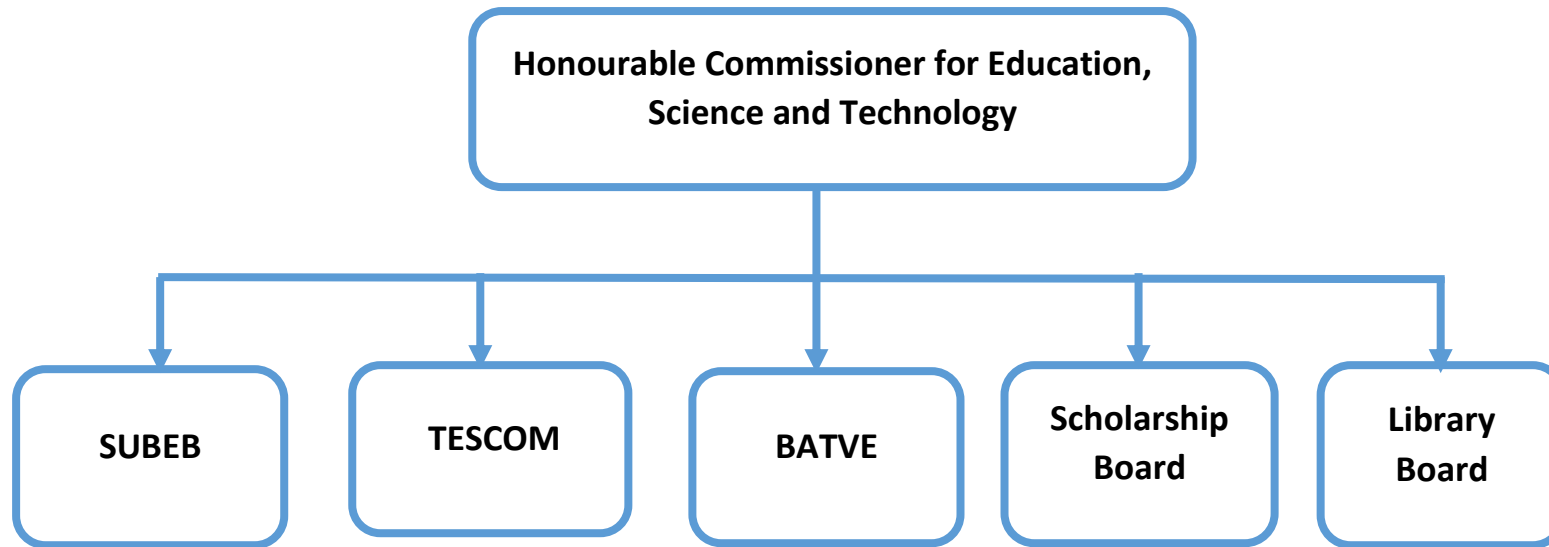 Honourable Commissioner for Education,
Science and Technology
SUBEB
TESCOM
BATVE
Scholarship
Board
Library
Board